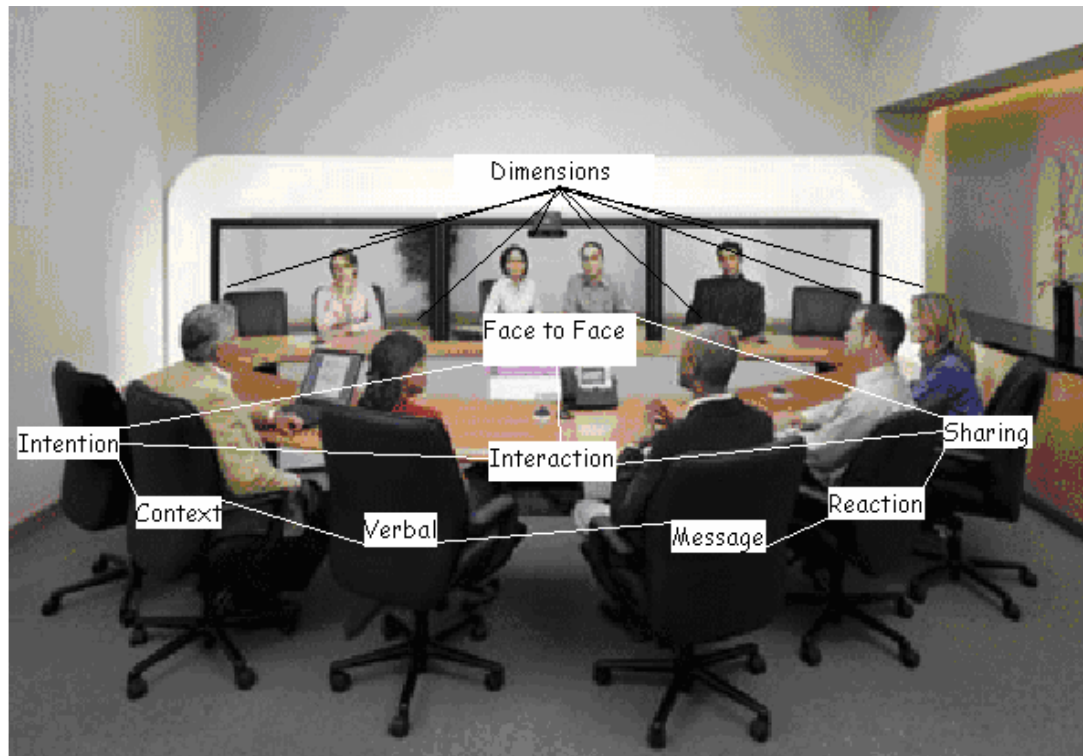 Dimensions
Face to Face
Intention
Interaction
Sharing
Context
Verbal
Message
Reaction